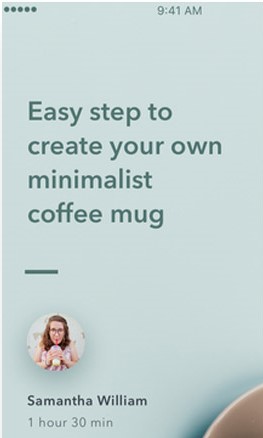 9:41 AM
Easy step to
create your own
minimalist
coffee mug
Samantha William
1 hour 30 min